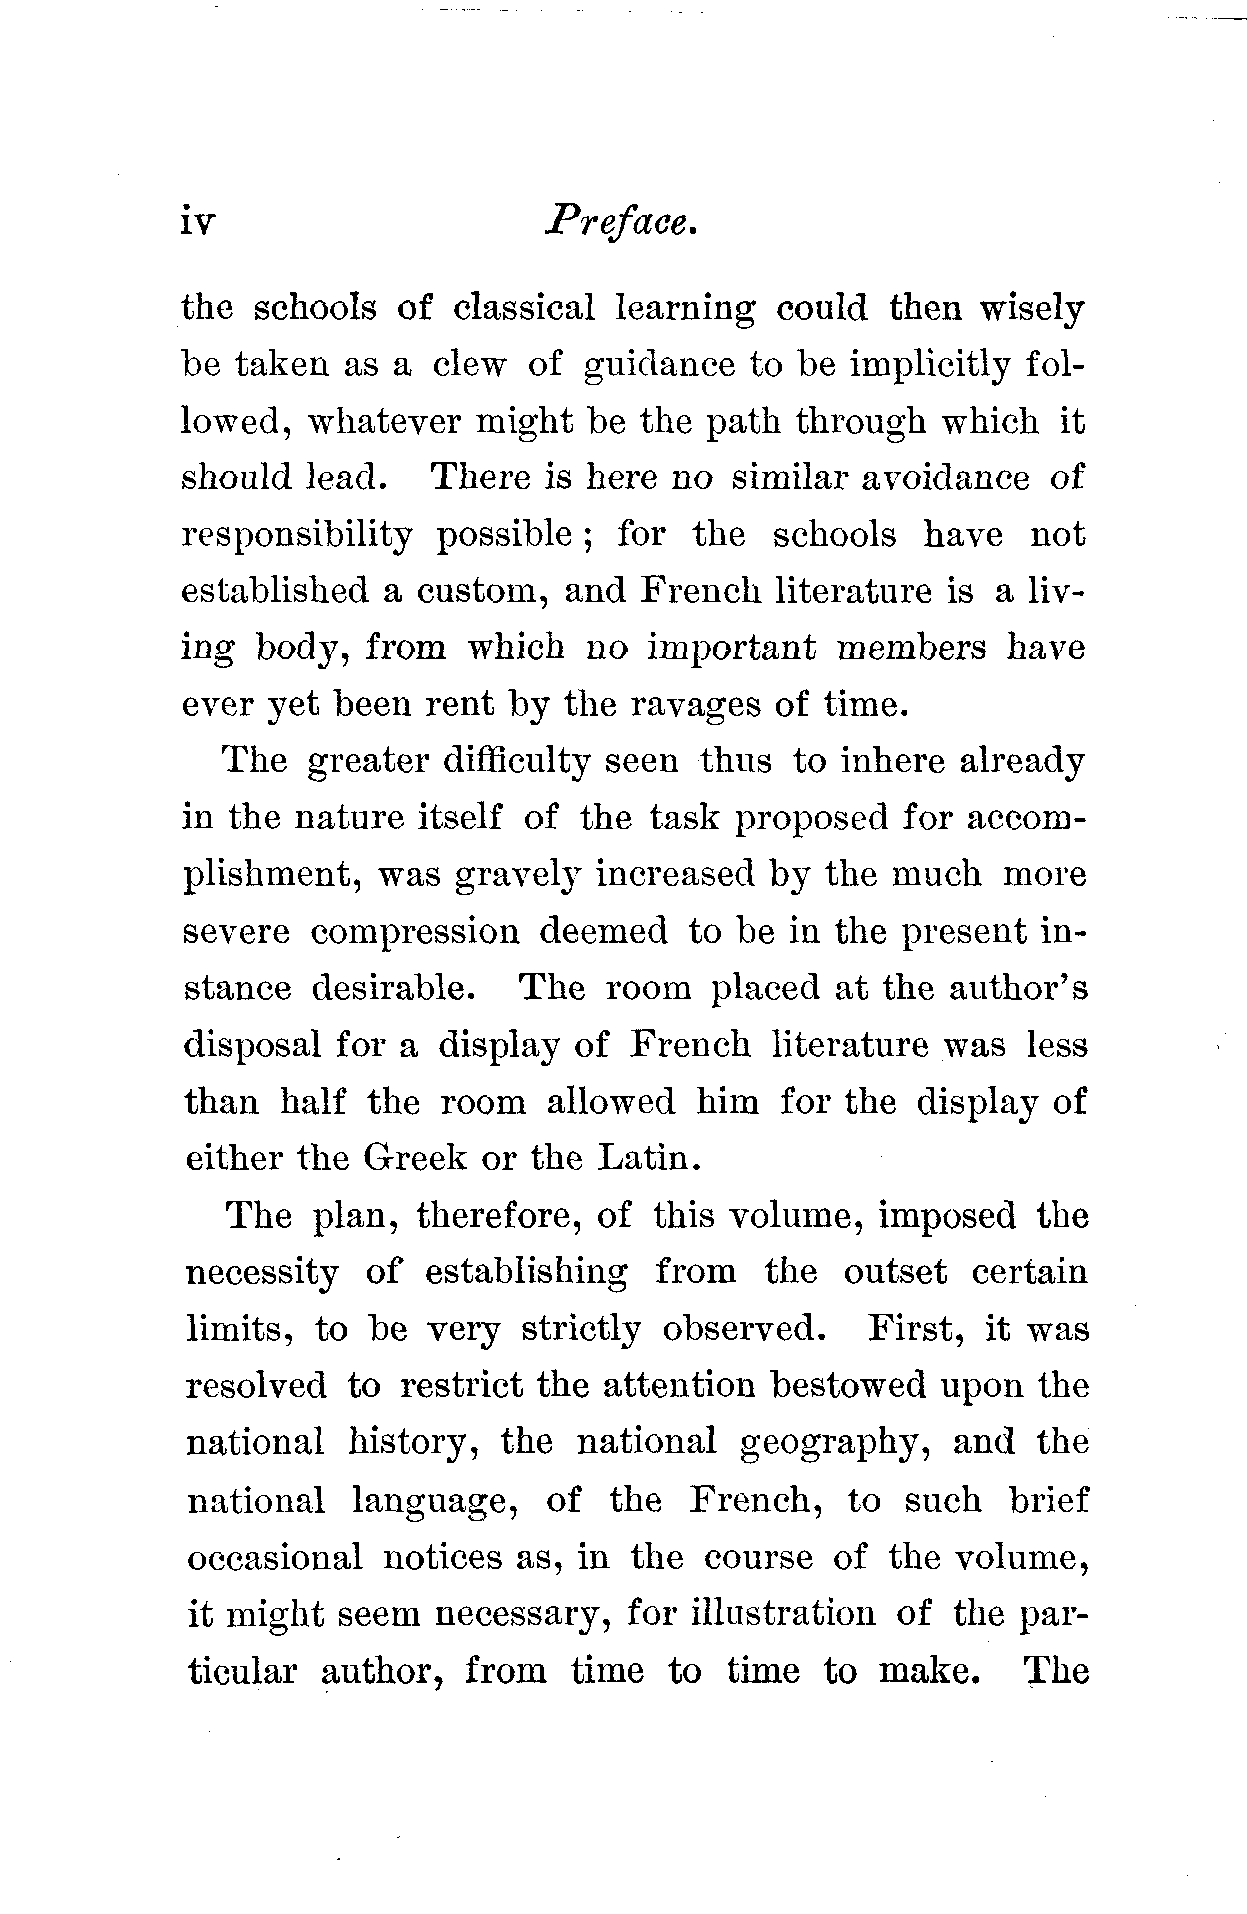 iv Preface.
the schools of classical learning could then wisely
be taken as a clew of guidance to be implicitly fol-
lowed, whatever might be the path through which it
should lead. There is here no similar avoidance of
responsibility possible ; for the schools have not
established a custom, and French literature is a liv-
ing body, from which no important members have
ever yet been rent by the ravages of time.
The greater difficulty seen thus to inhere already
in the nature itself of the task proposed for accom-
plishment, was gravely increased by the much more
severe compression deemed to be in the present in-
stance desirable. The room placed at the author's
disposal for a display of French literature was less
than half the room allowed him for the display of
either the Greek or the Latin.
The plan, therefore, of this volume, imposed the
necessity of establishing from the outset certain
limits, to be very strictly observed. First, it was
resolved to restrict the attention bestowed upon the
national history, the national geography, and the
national language, of the French, to such brief
occasional notices as, in the course of the volume,
it might seem necessary, for illustration of the par-
ticular author, from time to time to make. The